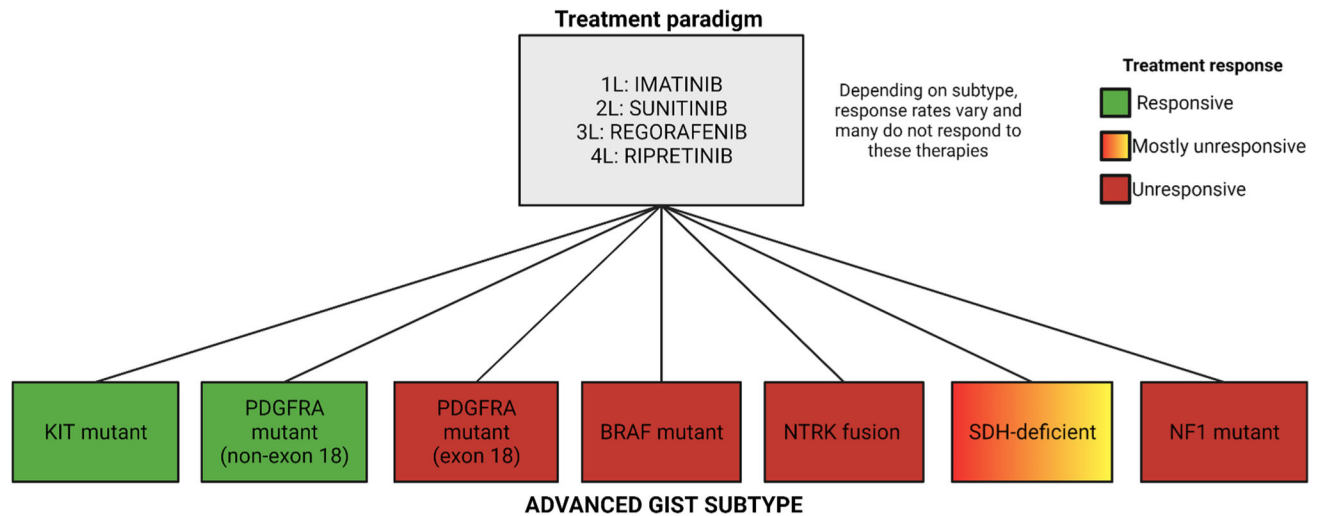 Treatment paradigm
1L: IMATINIB
2L: SUNITINIB
3L: REGORAFENIB
4L: RIPRETINIB
Depending on subtype,
response rates vary and
many do not respond to
these therapies
Treatment response
Responsive
Mostly unresponsive
Unresponsive
KIT mutant
PDGFRA
mutant
(non-exon 18)
PDGFRA
mutant
(exon 18)
BRAF mutant
NTRK fusion
SDH-deficient
NF1 mutant
ADVANCED GIST SUBTYPE